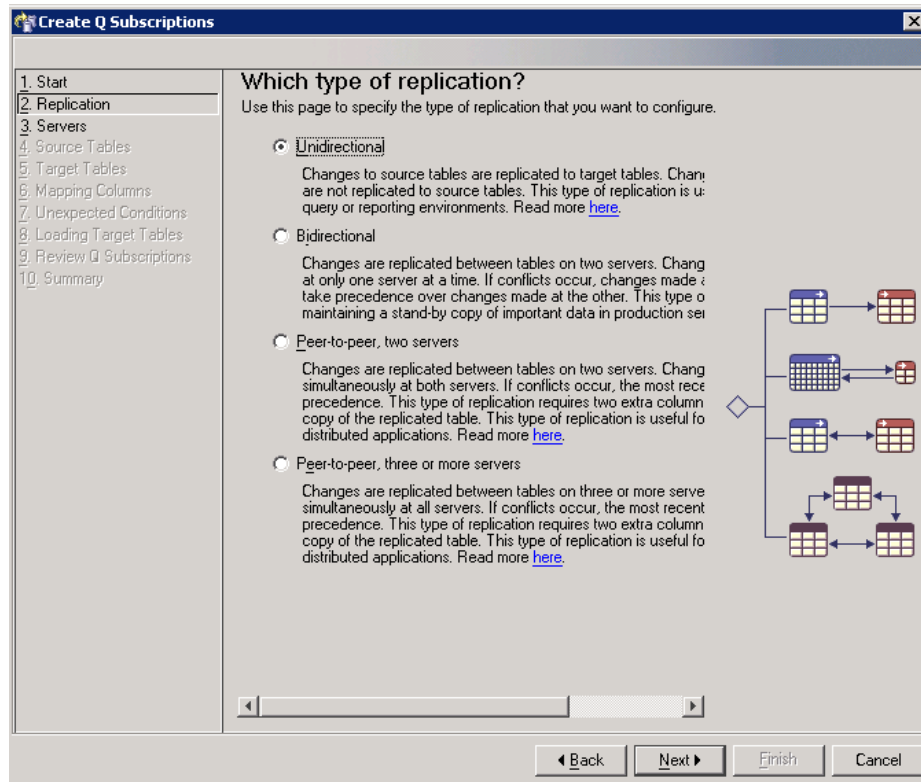 Create Q Subscriptions
1. Start
2. Replication
3. Servers
4. Source Tables
5. Target Tables
6. Mapping Columns
7. Unexpected Conditions
8. Loading Target Tables
9. Review Q Subscriptions
10. Summary
Which type of replication?
Use this page to specify the type of replication that you want to configure.
Unidirectional
Changes to source tables are replicated to target tables.
are not replicated to source tables. This type of replication is
query or reporting environments. Read more here.
Bidirectional
Changes are replicated between tables on two servers.
at only one server at a time. If conflicts occur, changes made
take precedence over changes made at the other. This type
maintaining a stand-by copy of important data in production
Peer-to-peer, two servers
Changes are replicated between tables on two servers.
simultaneously at both servers. If conflicts occur, the most
precedence. This type of replication requires two extra column
copy of the replicated table. This type of replication is useful
distributed applications. Read more here.
Peer-to-peer, three or more servers
Changes are replicated between tables on three or more
simultaneously at all servers. If conflicts occur, the most recent
precedence. This type of replication requires two extra column
copy of the replicated table. This type of replication is useful
distributed applications. Read more here.
Back
Next
Finish
Cancel